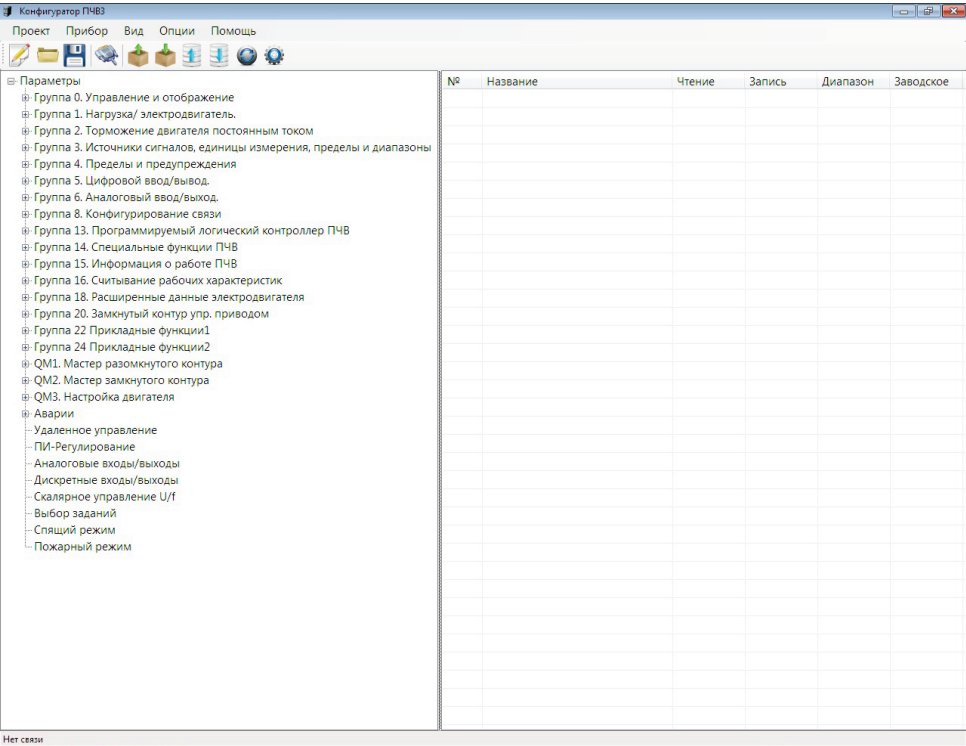 Конфигуратор ПЧВ3
Проект Прибор Вид Опции Помощь
Параметры
Группа 0. Управление и отображение
Группа 1. Нагрузка/ электродвигатель.
Группа 2. Торможение двигателя постоянным током
Группа 3. Источники сигналов, единицы измерения, пределы и диапазоны
Группа 4. Пределы и предупреждения
Группа 5. Цифровой ввод/вывод.
Группа 6. Аналоговый ввод/выход.
Группа 8. Конфигурирование связи
Группа 13. Программируемый логический контроллер ПЧВ
Группа 14. Специальные функции ПЧВ
Группа 15. Информация о работе ПЧВ
Группа 16. Считывание рабочих характеристик
Группа 18. Расширенные данные электродвигателя
Группа 20. Замкнутый контур упр. приводом
Группа 22 Прикладные функции1
Группа 24 Прикладные функции2
QM1. Мастер разомкнутого контура
QM2. Мастер замкнутого контура
QM3. Настройка двигателя
Аварии
Удаленное управление
ПИ-Регулирование
Аналоговые входы/выходы
Дискретные входы/выходы
Скалярное управление U/f
Выбор заданий
Спящий режим
Пожарный режим
№ Название Чтение Запись Диапазон Заводское
Нет связи